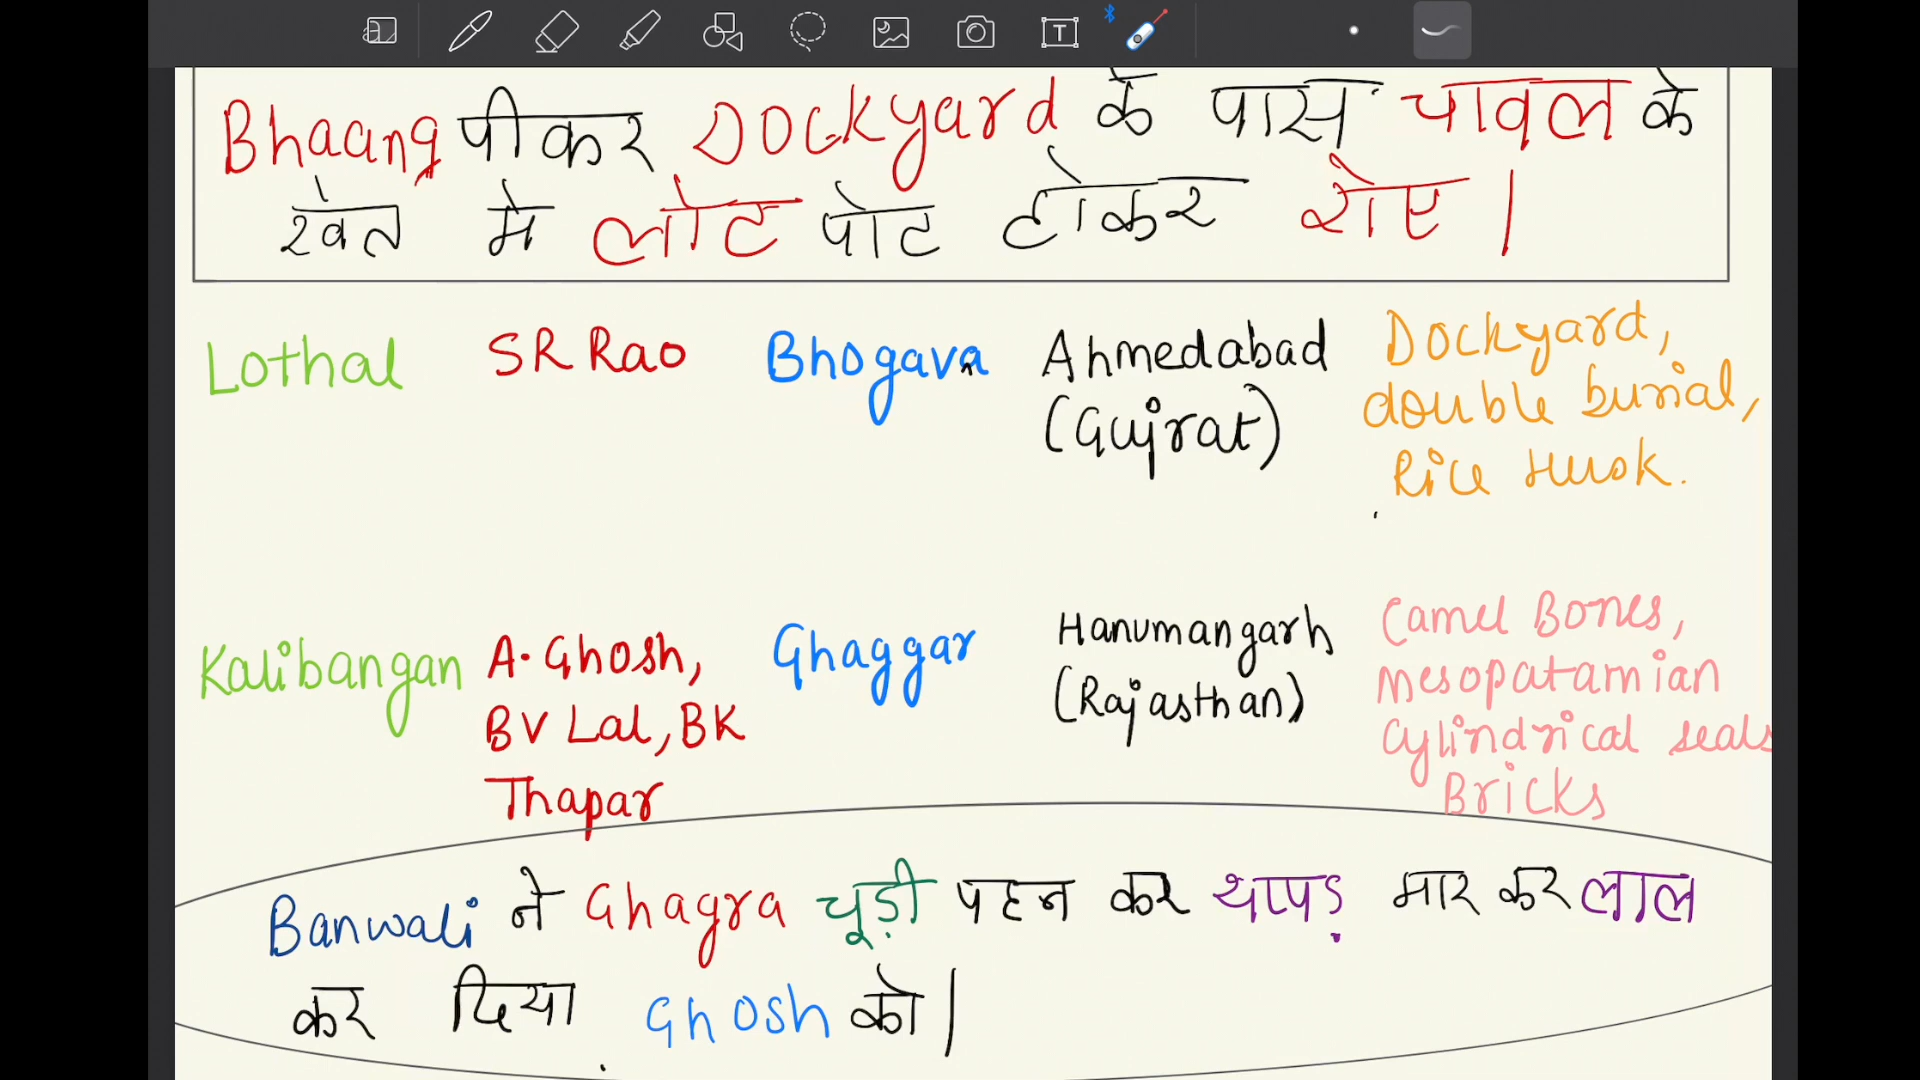 Bhaang पीकर Dockyard के पास चावल के
खेत मे लोट पोट होकर रोए |
Lothal SR Rao Bhogava Ahmedabad Dockyard,
(Gujrat) double burial,
Rice Husk.
Kalibangan A. Ghosh, Ghaggar Hanumangarh Camel Bones,
BV Lal, BK (Rajasthan) Mesopatamian
Thapar Cylindrical seals
Bricks
Banwali ने Ghagra चूड़ी पहन कर थापड़ मार कर लाल
कर दिया Ghosh को |